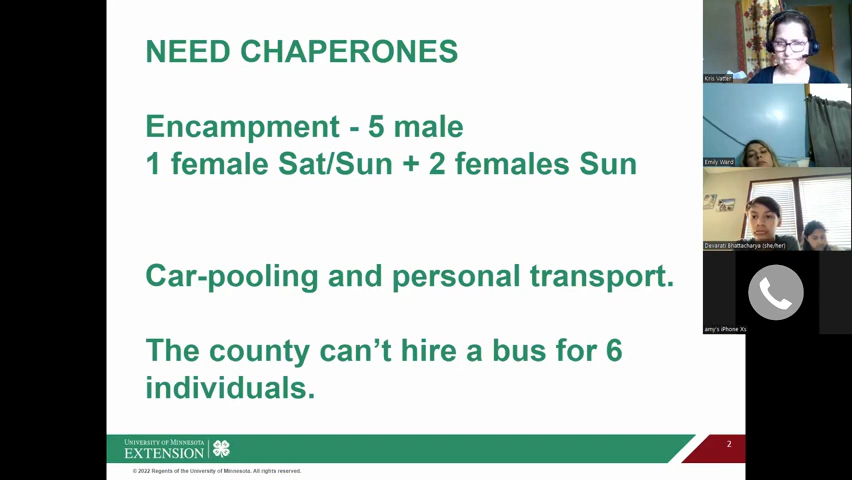 NEED CHAPERONES
Encampment - 5 male
1 female Sat/Sun + 2 females Sun
Car-pooling and personal transport.
The county can't hire a bus for 6
individuals.
UNIVERSITY OF MINNESOTA
EXTENSION
© 2022 Regents of the University of Minnesota. All rights reserved.
2
Kris Vatter
Emily Ward
Devarati Bhattacharya (she/her)
amy's iPhone Xs